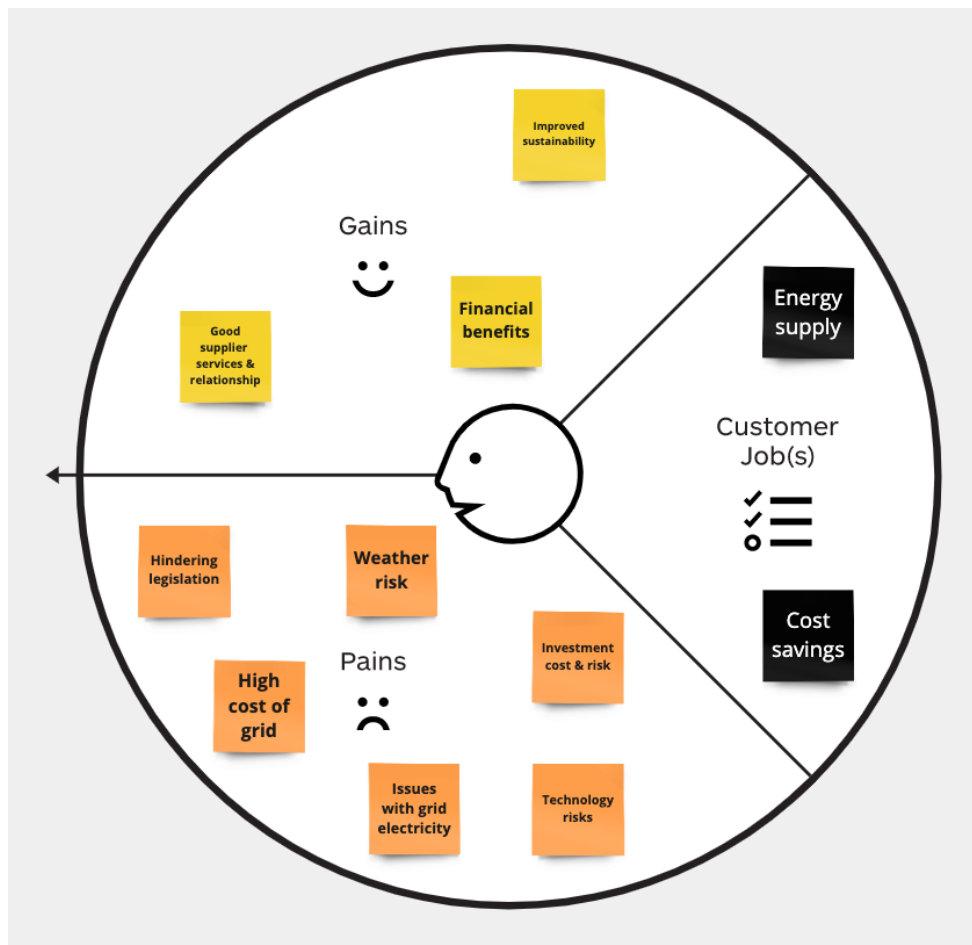 Improved
sustainability
Gains
Financial
benefits
Good
supplier
services &
relationship
Energy
supply
Customer
Job(s)
Cost
savings
Hindering
legislation
Weather
risk
Investment
cost & risk
Pains
High
cost of
grid
Issues
with grid
electricity
Technology
risks